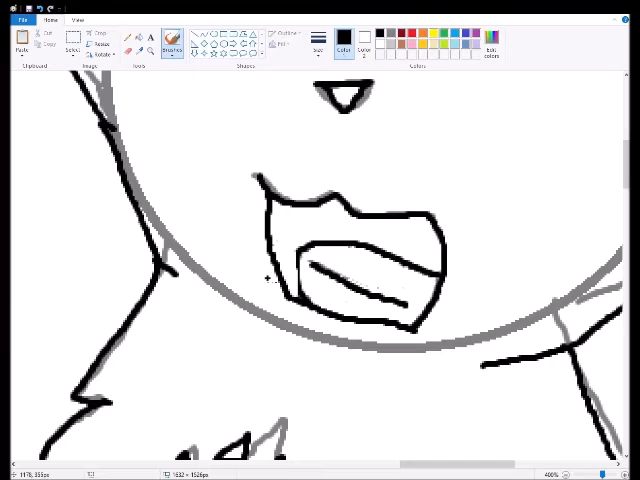 File Home View
Cut Crop Outline
Copy Resize Fill
Paste Select Rotate A Brushes Size Color 1 Color 2 Edit colors
Clipboard Image Tools Shapes Colors
1178, 355px 1632 × 1526px 400%